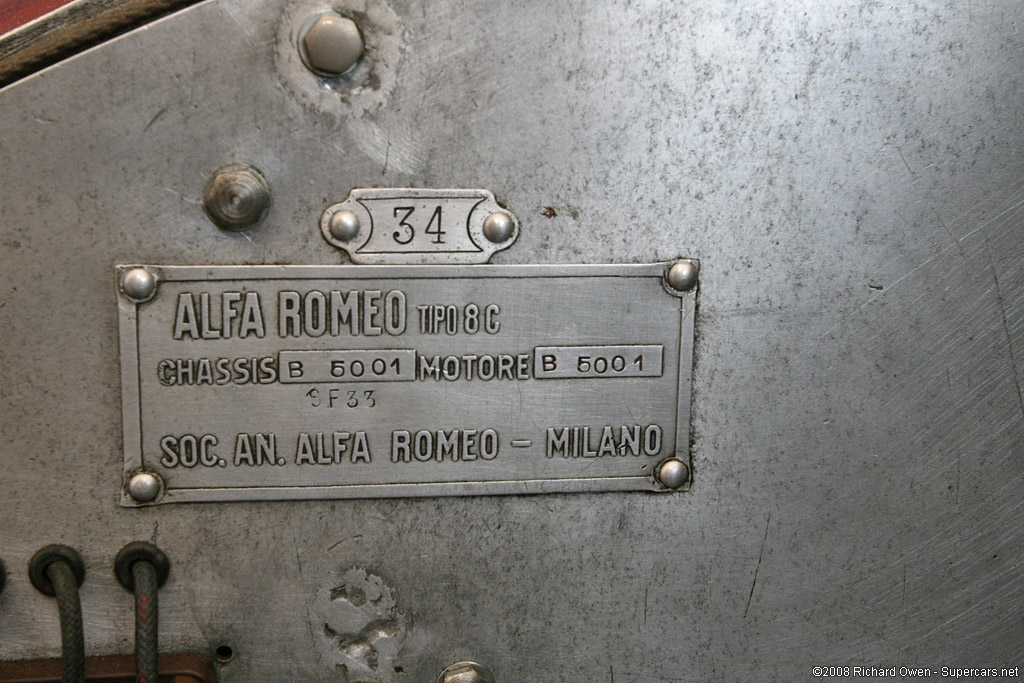 34
ALFA ROMEO TIPO 8C
CHASSIS B 5001 MOTORE B 5001
SF33
SOC. AN. ALFA ROMEO - MILANO
©2008 Richard Owen - Supercars.net